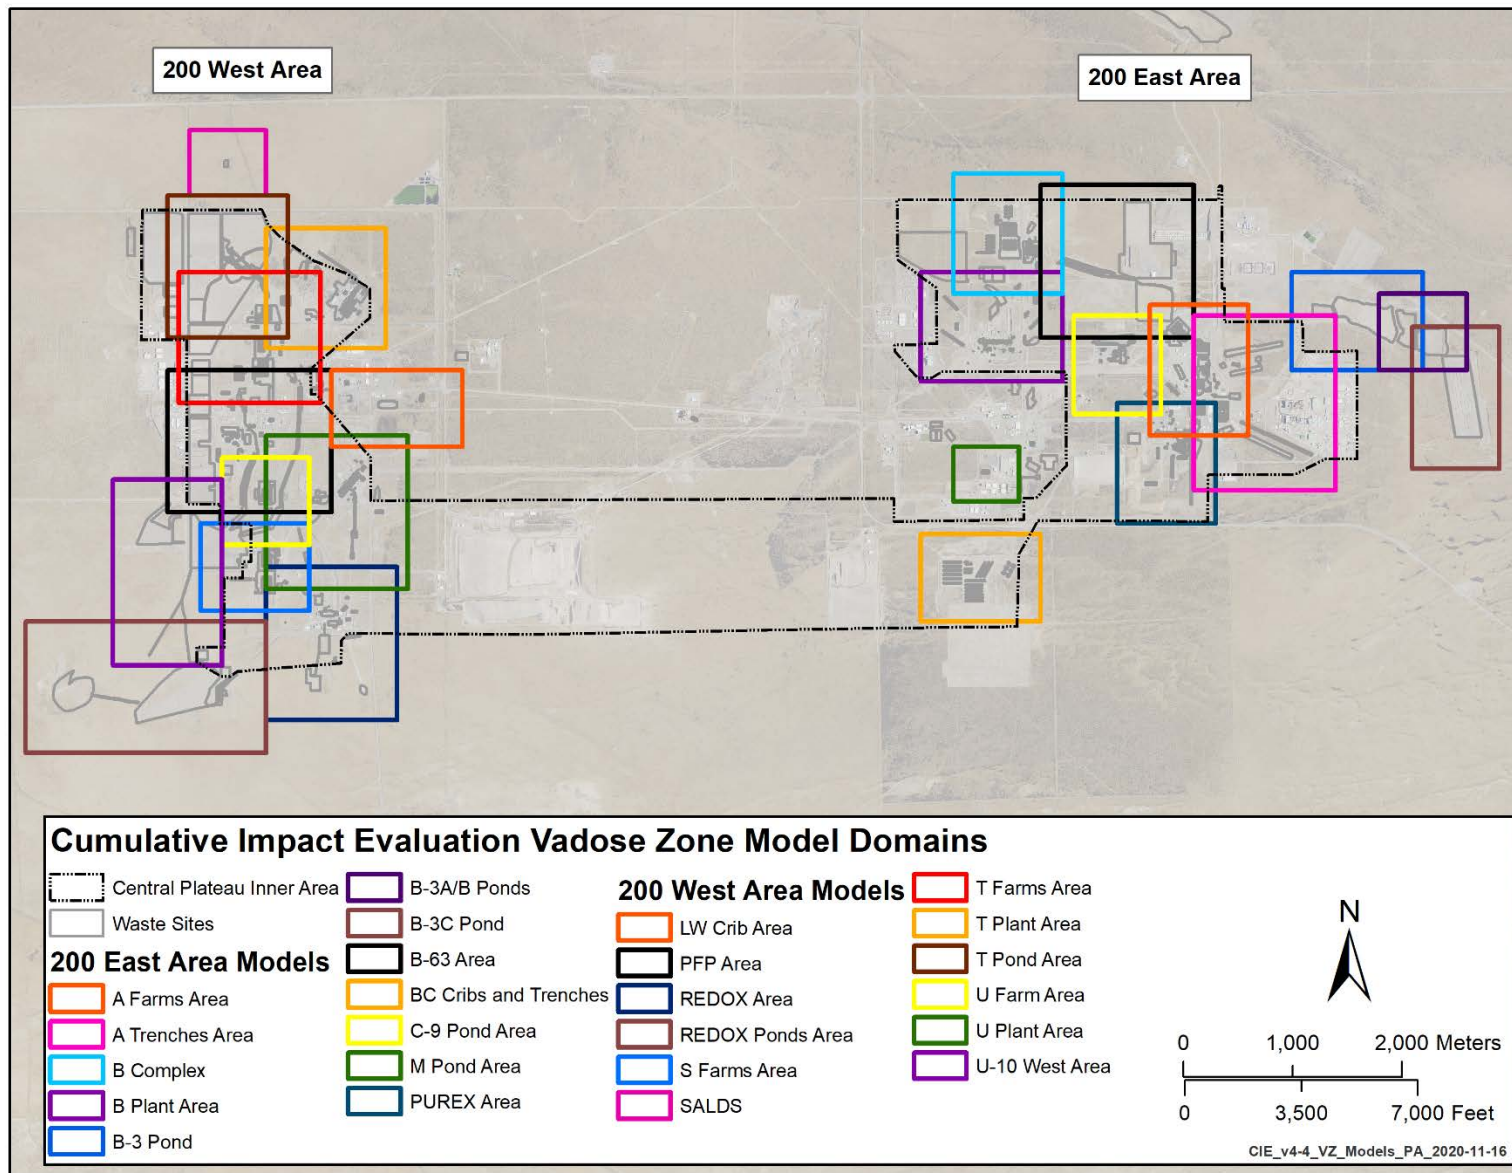 200 West Area
200 East Area
Cumulative Impact Evaluation Vadose Zone Model Domains
Central Plateau Inner Area
Waste Sites
200 East Area Models
A Farms Area
A Trenches Area
B Complex
B Plant Area
B-3 Pond
B-3A/B Ponds
B-3C Pond
B-63 Area
BC Cribs and Trenches
C-9 Pond Area
M Pond Area
PUREX Area
200 West Area Models
LW Crib Area
PFP Area
REDOX Area
REDOX Ponds Area
S Farms Area
SALDS
T Farms Area
T Plant Area
T Pond Area
U Farm Area
U Plant Area
U-10 West Area
N
0 1,000 2,000 Meters
0 3,500 7,000 Feet
CIE_v4-4_VZ_Models_PA_2020-11-16